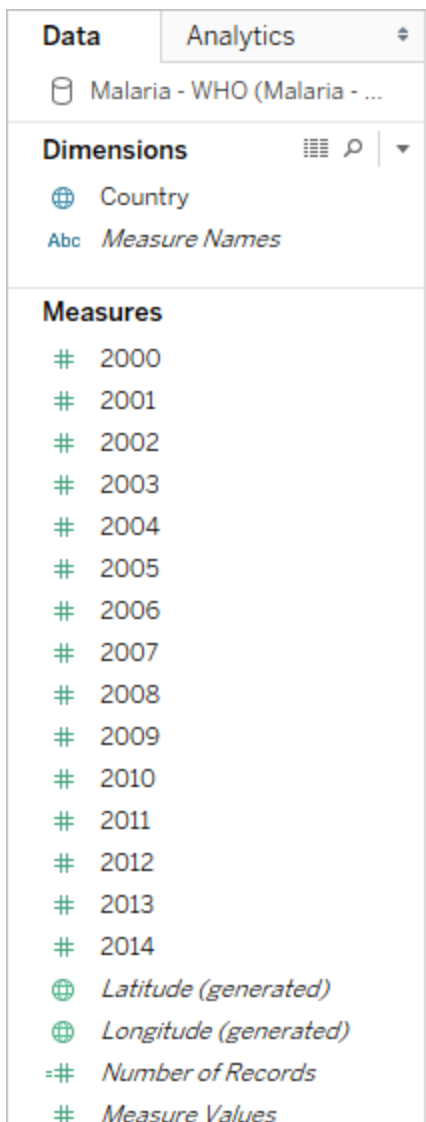 Data Analytics
Malaria - WHO (Malaria - ...
Dimensions
Country
Abc Measure Names
Measures
# 2000
# 2001
# 2002
# 2003
# 2004
# 2005
# 2006
# 2007
# 2008
# 2009
# 2010
# 2011
# 2012
# 2013
# 2014
Latitude (generated)
Longitude (generated)
=# Number of Records
# Measure Values